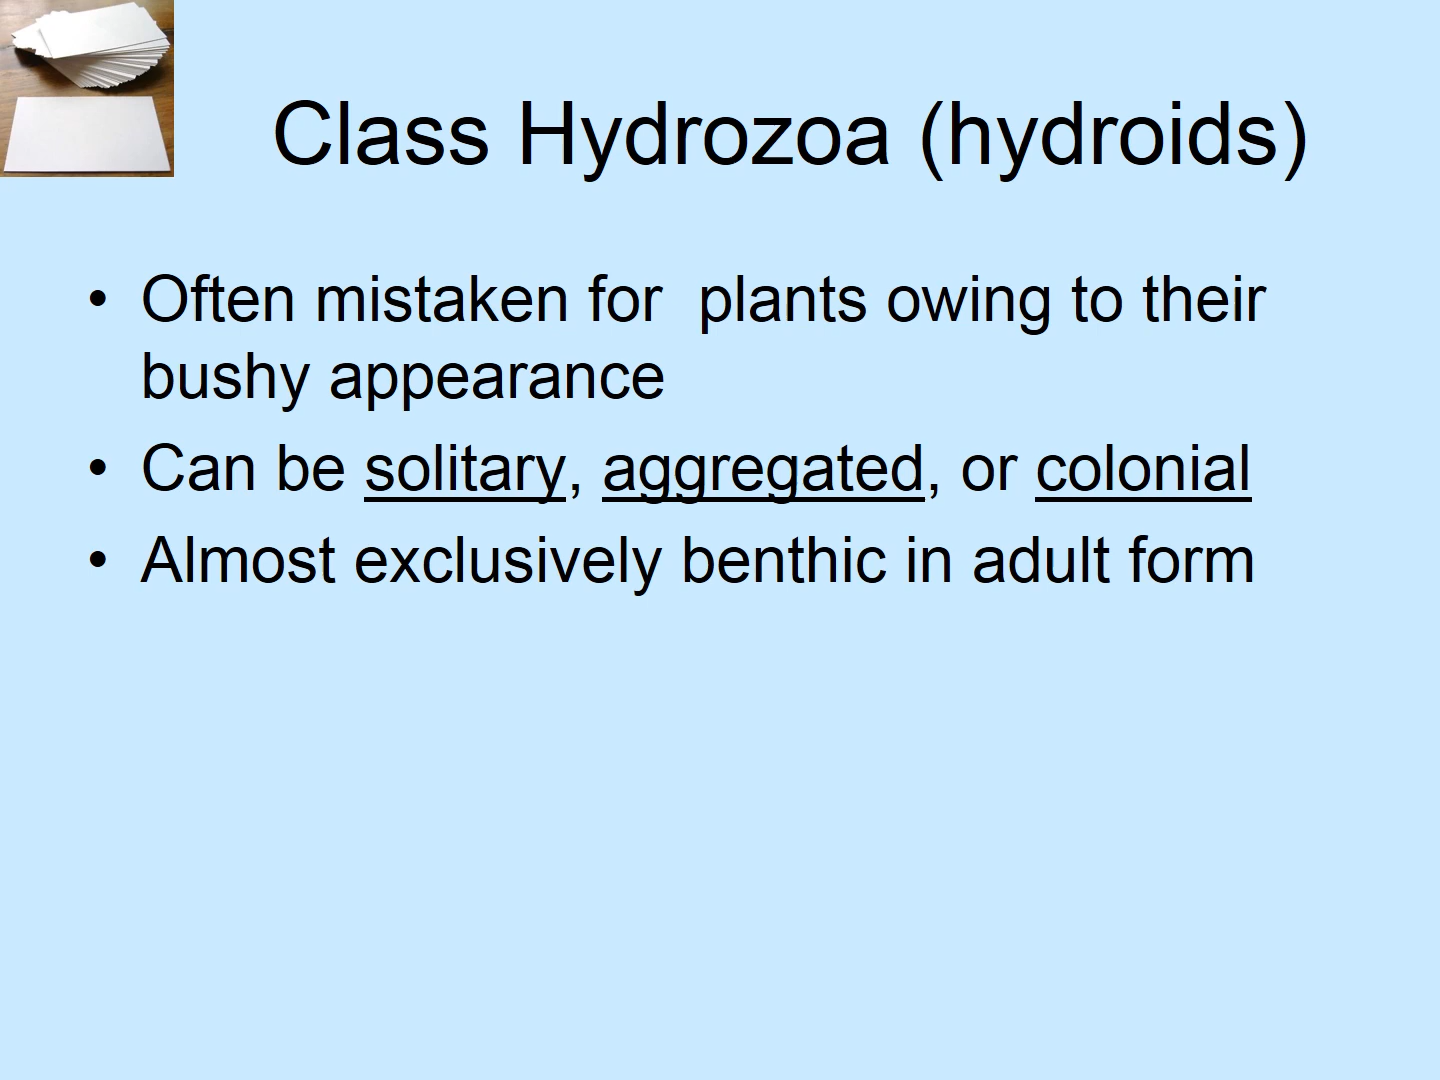 Class Hydrozoa (hydroids)
• Often mistaken for  plants owing to their
bushy appearance
• Can be solitary, aggregated, or colonial
• Almost exclusively benthic in adult form